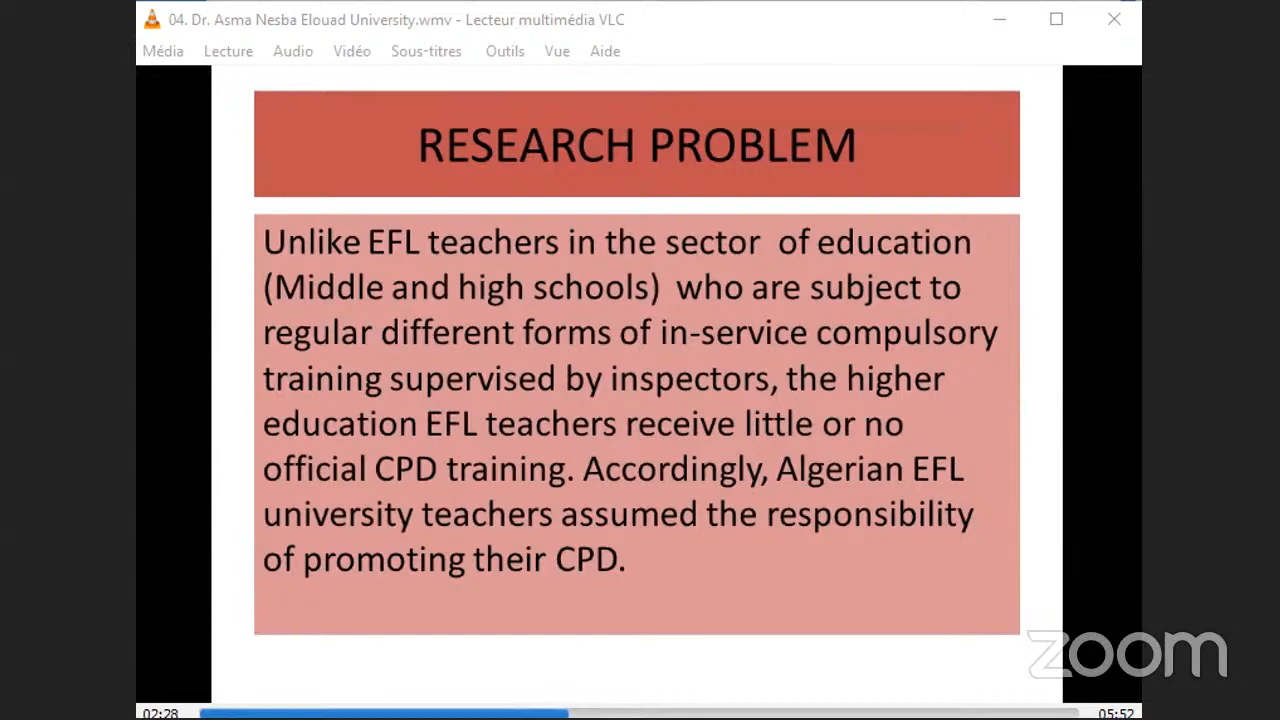 04. Dr. Asma Nesba Elouad University.wmv - Lecteur multimédia VLC
Média Lecture Audio Vidéo Sous-titres Outils Vue Aide
RESEARCH PROBLEM
Unlike EFL teachers in the sector of education
(Middle and high schools) who are subject to
regular different forms of in-service compulsory
training supervised by inspectors, the higher
education EFL teachers receive little or no
official CPD training. Accordingly, Algerian EFL
university teachers assumed the responsibility
of promoting their CPD.
zoom
02:28 05:52